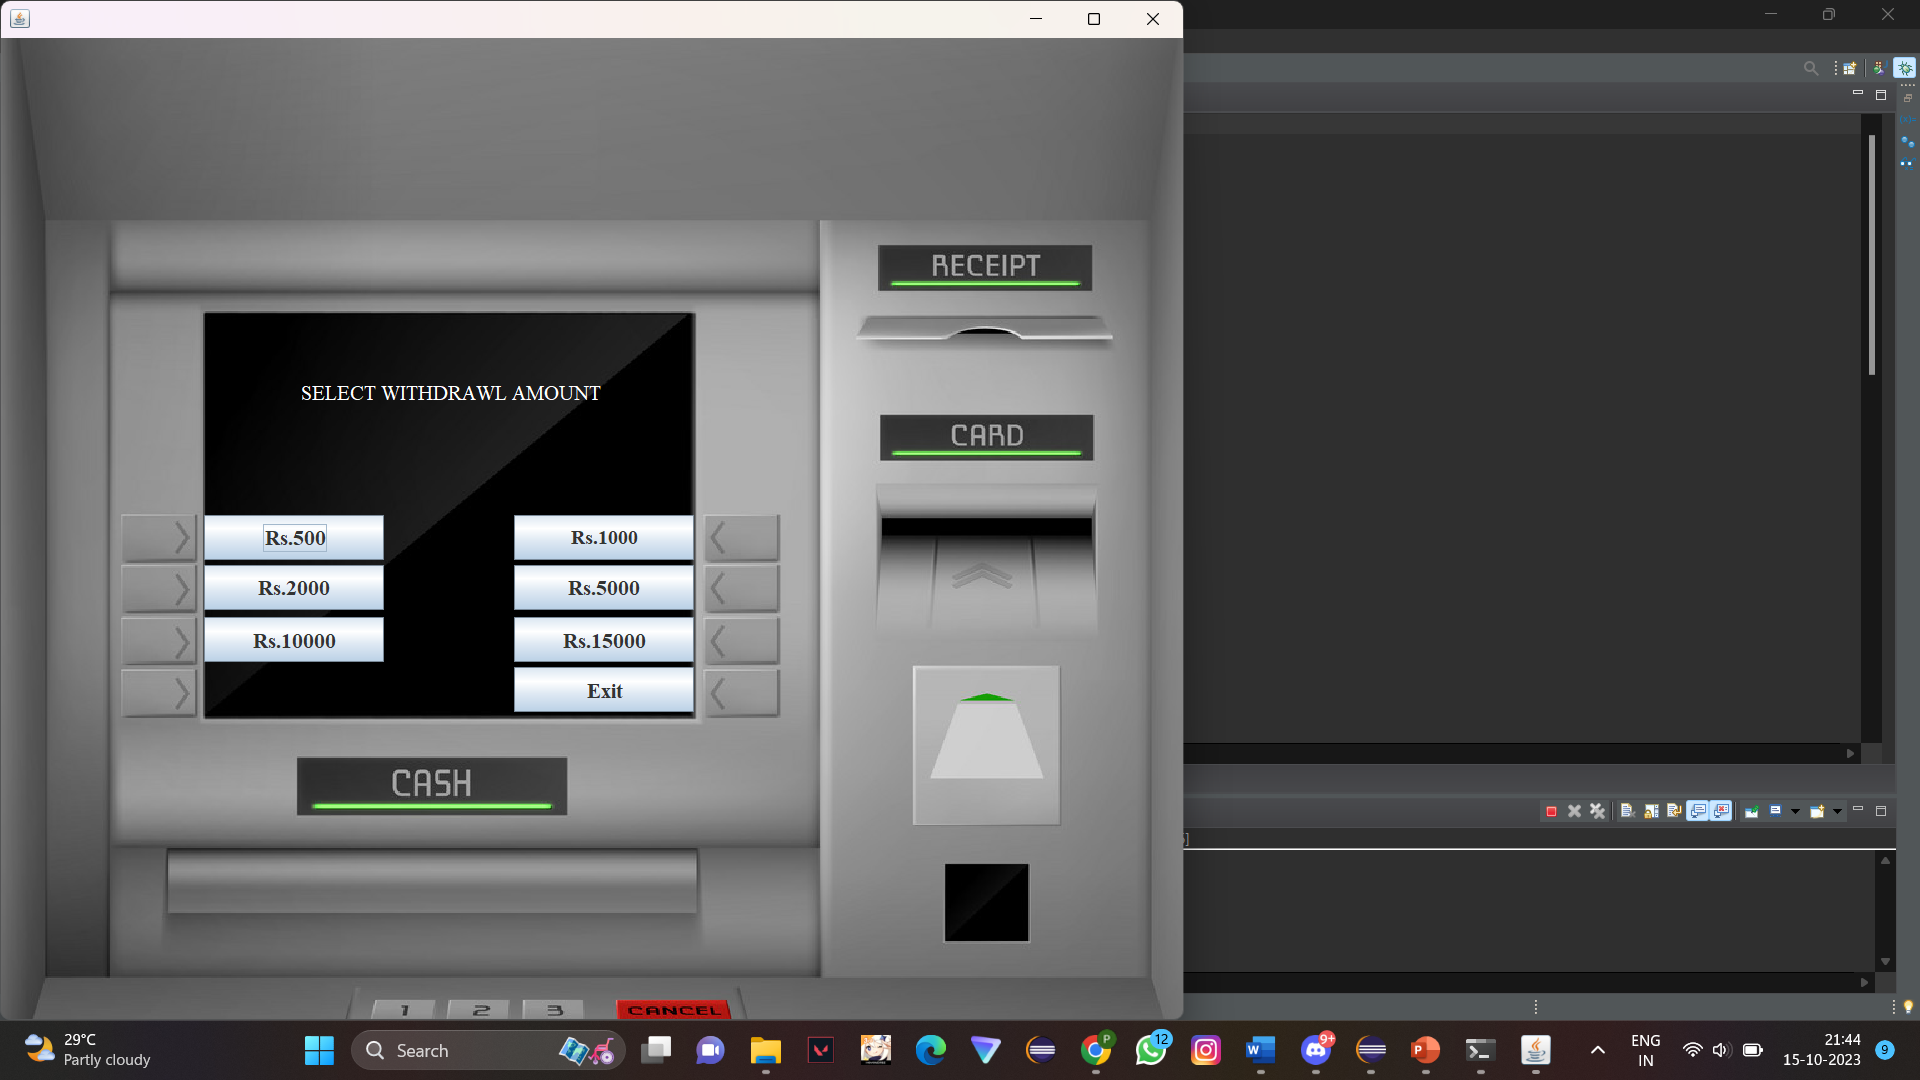 RECEIPT
SELECT WITHDRAWL AMOUNT
CARD
Rs.500
Rs.1000
Rs.2000
Rs.5000
Rs.10000
Rs.15000
Exit
CASH
]
1
2
3
CANCEL
29°C
Partly cloudy
Search
P
12
9+
ENG
IN
21:44
15-10-2023
9